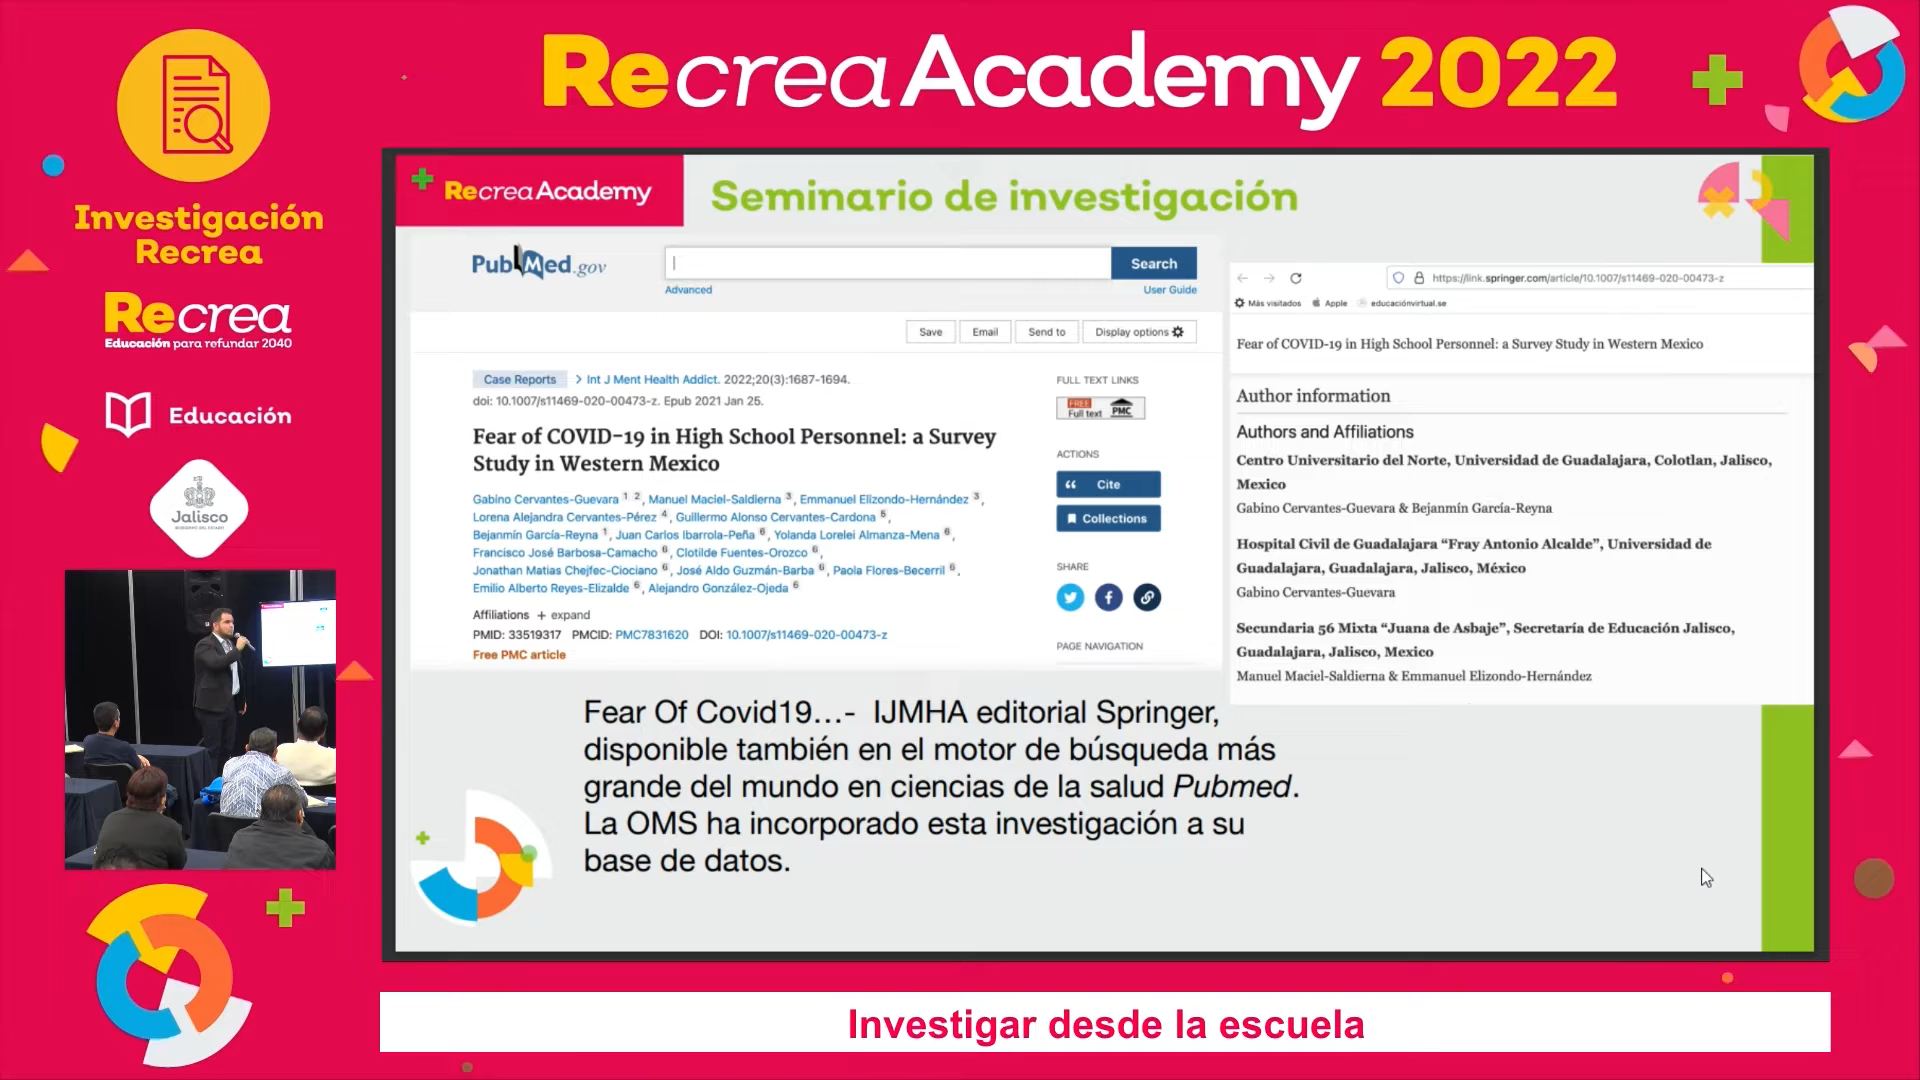 RecreaAcademy 2022
Investigación
Recrea
Recrea
Educación para refundar 2040
Educación
Jalisco
RecreaAcademy
Seminario de investigación
PubMed.gov
Search
Advanced
User Guide
Save
Email
Send to
Display options
Case Reports
> Int J Ment Health Addict. 2022;20(3):1687-1694.
doi: 10.1007/s11469-020-00473-z. Epub 2021 Jan 25.
Fear of COVID-19 in High School Personnel: a Survey
Study in Western Mexico
Gabino Cervantes-Guevara 1 2, Manuel Maciel-Saldierna 3, Emmanuel Elizondo-Hernández 3,
Lorena Alejandra Cervantes-Pérez 4, Guillermo Alonso Cervantes-Cardona 5,
Bejanmín García-Reyna 1, Juan Carlos Ibarrola-Peña 6, Yolanda Lorelei Almanza-Mena 6,
Francisco José Barbosa-Camacho 6, Clotilde Fuentes-Orozco 6,
Jonathan Matias Chejfec-Ciociano 6, José Aldo Guzmán-Barba 6, Paola Flores-Becerril 6,
Emilio Alberto Reyes-Elizalde 6, Alejandro González-Ojeda 6
Affiliations + expand
PMID: 33519317 PMCID: PMC7831620 DOI: 10.1007/s11469-020-00473-z
Free PMC article
FULL TEXT LINKS
FREE
Full text PMC
ACTIONS
Cite
Collections
SHARE
PAGE NAVIGATION
https://link.springer.com/article/10.1007/s11469-020-00473-z
Más visitados Apple educaciónvirtual.se
Fear of COVID-19 in High School Personnel: a Survey Study in Western Mexico
Author information
Authors and Affiliations
Centro Universitario del Norte, Universidad de Guadalajara, Colotlan, Jalisco,
Mexico
Gabino Cervantes-Guevara & Bejanmín García-Reyna
Hospital Civil de Guadalajara “Fray Antonio Alcalde”, Universidad de
Guadalajara, Guadalajara, Jalisco, México
Gabino Cervantes-Guevara
Secundaria 56 Mixta “Juana de Asbaje”, Secretaría de Educación Jalisco,
Guadalajara, Jalisco, Mexico
Manuel Maciel-Saldierna & Emmanuel Elizondo-Hernández
Fear Of Covid19...- IJMHA editorial Springer,
disponible también en el motor de búsqueda más
grande del mundo en ciencias de la salud Pubmed.
La OMS ha incorporado esta investigación a su
base de datos.
Investigar desde la escuela